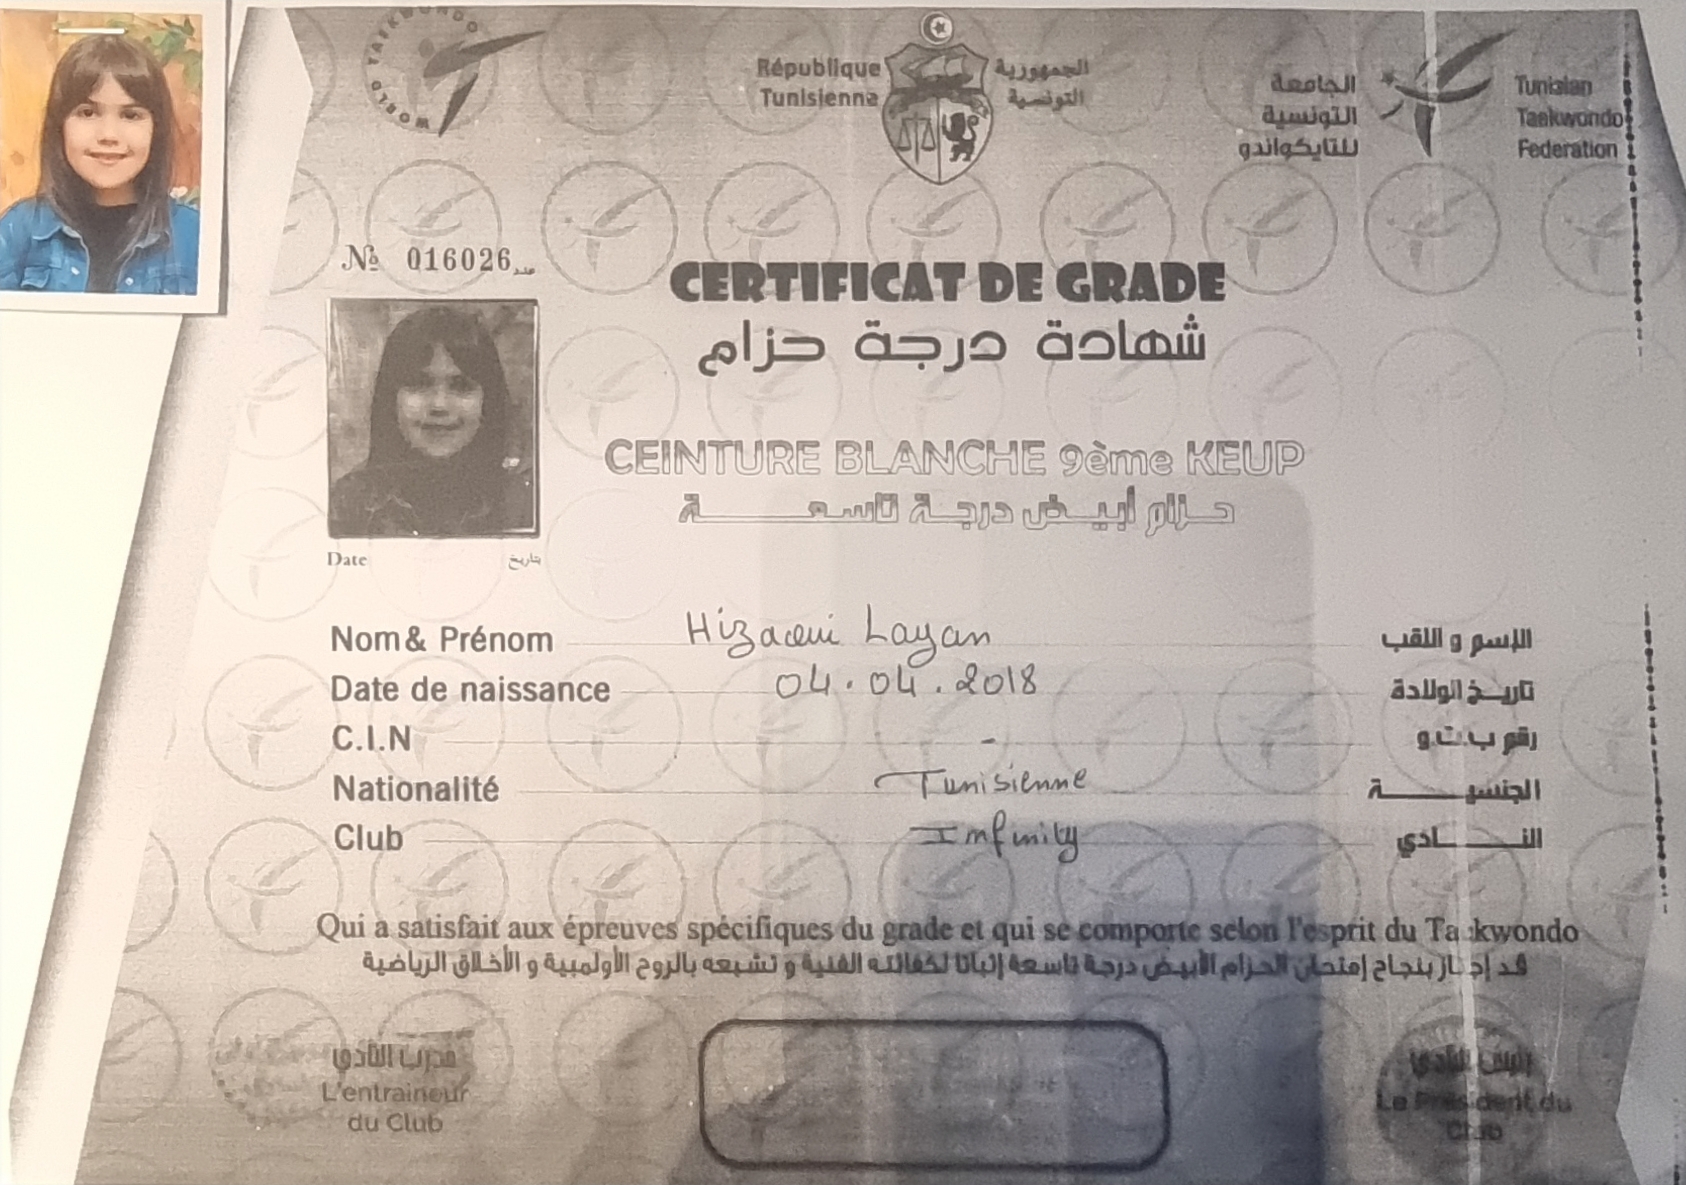 WORLD TAEKWONDO
République
Tunisienne
الجمهورية
التونسية
الجامعة
التونسية
للتايكواندو
Tunisian
Taekwondo
Federation
№ 016026 عدد
CERTIFICAT DE GRADE
شهادة درجة حزام
CEINTURE BLANCHE 9ème KEUP
حزام أبيض درجة تاسعة
Date تاريخ
Nom & Prénom Hizaoui Layan الإسم و اللقب
Date de naissance 04.04.2018 تاريخ الولادة
C.I.N - رقم ب.ت.و
Nationalité Tunisienne الجنسية
Club Infinity النادي
Qui a satisfait aux épreuves spécifiques du grade et qui se comporte selon l'esprit du Taekwondo
قد إجتاز بنجاح إمتحان الحزام الأبيض درجة تاسعة إثباتا لكفائته الفنية و تشبعه بالروح الأولمبية و الأخلاق الرياضية
مدرب النادي
L'entraineur
du Club
رئيس النادي
Le Président du
Club